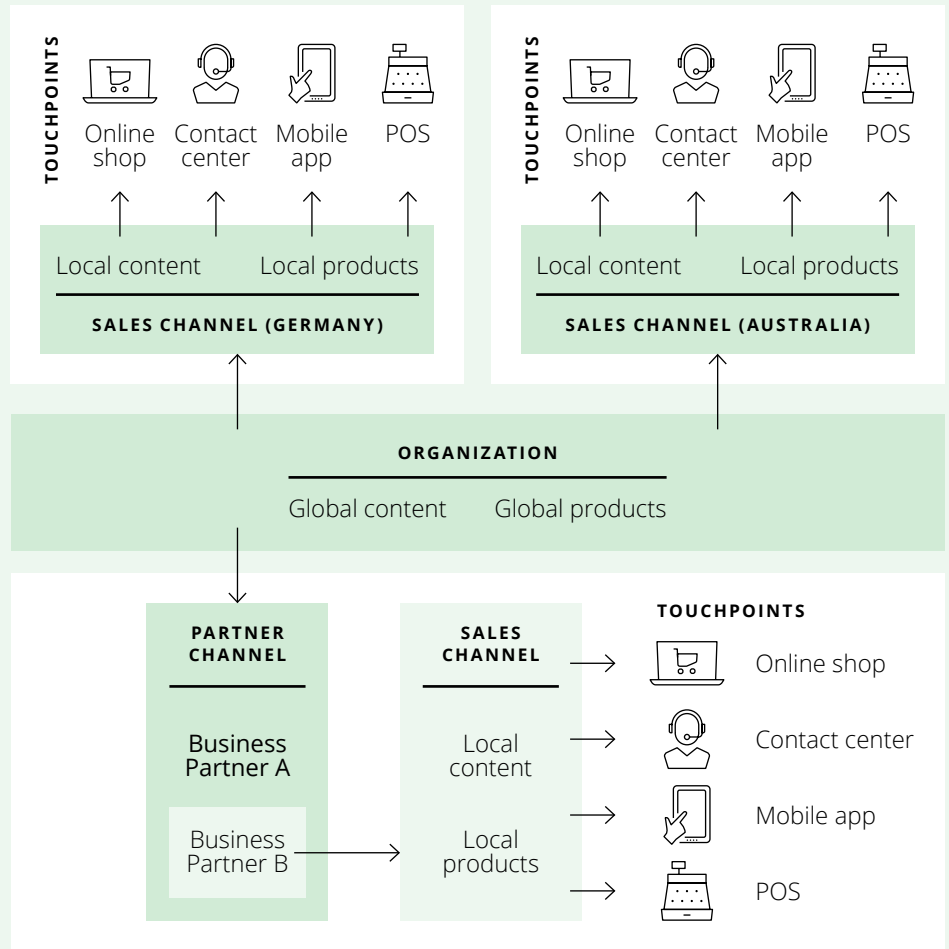 TOUCHPOINTS
Online shop
Contact center
Mobile app
POS
Local content
Local products
SALES CHANNEL (GERMANY)
TOUCHPOINTS
Online shop
Contact center
Mobile app
POS
Local content
Local products
SALES CHANNEL (AUSTRALIA)
ORGANIZATION
Global content
Global products
PARTNER
CHANNEL
Business
Partner A
Business
Partner B
SALES
CHANNEL
Local
content
Local
products
TOUCHPOINTS
Online shop
Contact center
Mobile app
POS